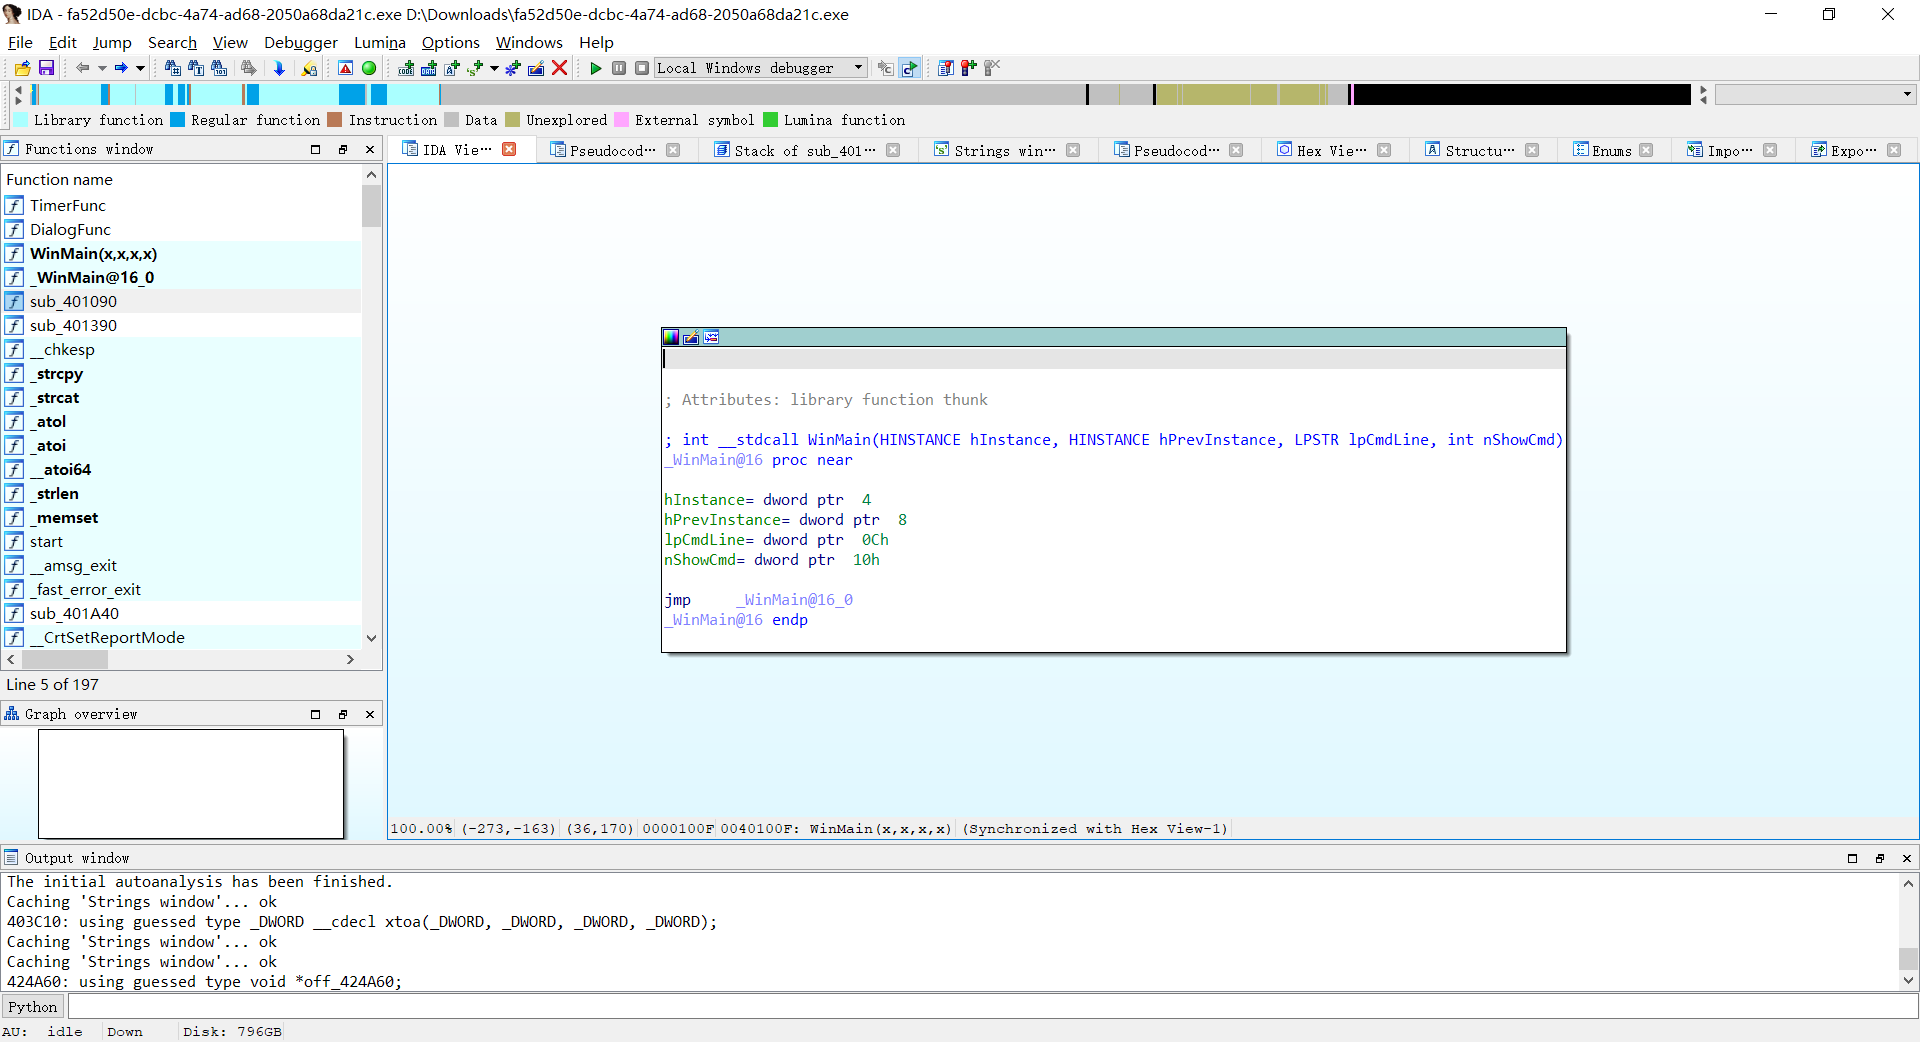 IDA - fa52d50e-dcbc-4a74-ad68-2050a68da21c.exe D:\Downloads\fa52d50e-dcbc-4a74-ad68-2050a68da21c.exe
File Edit Jump Search View Debugger Lumina Options Windows Help
Local Windows debugger
Library function Regular function Instruction Data Unexplored External symbol Lumina function
Functions window
IDA Vie··· Pseudocod··· Stack of sub_401··· Strings win··· Pseudocod··· Hex Vie··· Structu··· Enums Impo··· Expo···
Function name
TimerFunc
DialogFunc
WinMain(x,x,x,x)
_WinMain@16_0
sub_401090
sub_401390
__chkesp
_strcpy
_strcat
_atol
_atoi
__atoi64
_strlen
_memset
start
__amsg_exit
_fast_error_exit
sub_401A40
__CrtSetReportMode
Line 5 of 197
Graph overview
; Attributes: library function thunk
; int __stdcall WinMain(HINSTANCE hInstance, HINSTANCE hPrevInstance, LPSTR lpCmdLine, int nShowCmd)
_WinMain@16 proc near
hInstance= dword ptr  4
hPrevInstance= dword ptr  8
lpCmdLine= dword ptr  0Ch
nShowCmd= dword ptr  10h
jmp     _WinMain@16_0
_WinMain@16 endp
100.00% (-273,-163) (36,170) 0000100F 0040100F: WinMain(x,x,x,x) (Synchronized with Hex View-1)
Output window
The initial autoanalysis has been finished.
Caching 'Strings window'... ok
403C10: using guessed type _DWORD __cdecl xtoa(_DWORD, _DWORD, _DWORD, _DWORD);
Caching 'Strings window'... ok
Caching 'Strings window'... ok
424A60: using guessed type void *off_424A60;
Python
AU: idle Down Disk: 796GB